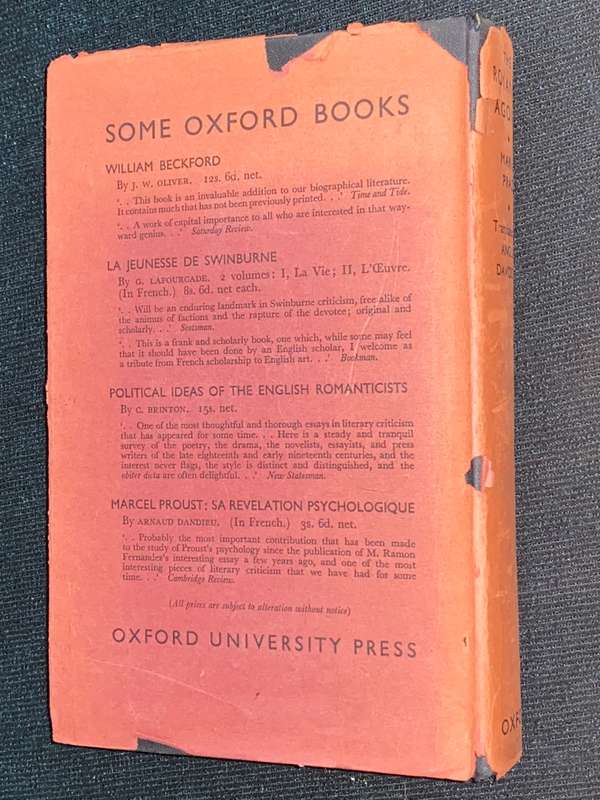 SOME OXFORD BOOKS
WILLIAM BECKFORD
By J. W. OLIVER. 12s. 6d. net.
'. . This book is an invaluable addition to our biographical literature.
It contains much that has not been previously printed. . .' Time and Tide.
'. . A work of capital importance to all who are interested in that way-
ward genius. . .' Saturday Review.
LA JEUNESSE DE SWINBURNE
By G. LAFOURCADE. 2 volumes: I, La Vie; II, L'Œuvre.
(In French.) 8s. 6d. net each.
'. . Will be an enduring landmark in Swinburne criticism, free alike of
the animus of factions and the rapture of the devotee; original and
scholarly. . .' Scotsman.
'. . This is a frank and scholarly book, one which, while some may feel
that it should have been done by an English scholar, I welcome as
a tribute from French scholarship to English art. . .' Bookman.
POLITICAL IDEAS OF THE ENGLISH ROMANTICISTS
By C. BRINTON. 15s. net.
'. . One of the most thoughtful and thorough essays in literary criticism
that has appeared for some time. . . Here is a steady and tranquil
survey of the poetry, the drama, the novelists, essayists, and press
writers of the late eighteenth and early nineteenth centuries, and the
interest never flags, the style is distinct and distinguished, and the
obiter dicta are often delightful. . .' New Statesman.
MARCEL PROUST: SA REVELATION PSYCHOLOGIQUE
By ARNAUD DANDIEU. (In French.) 3s. 6d. net.
'. . Probably the most important contribution that has been made
to the study of Proust's psychology since the publication of M. Ramon
Fernandez's interesting essay a few years ago, and one of the most
interesting pieces of literary criticism that we have had for some
time. . .' Cambridge Review.
(All prices are subject to alteration without notice)
OXFORD UNIVERSITY PRESS
THE